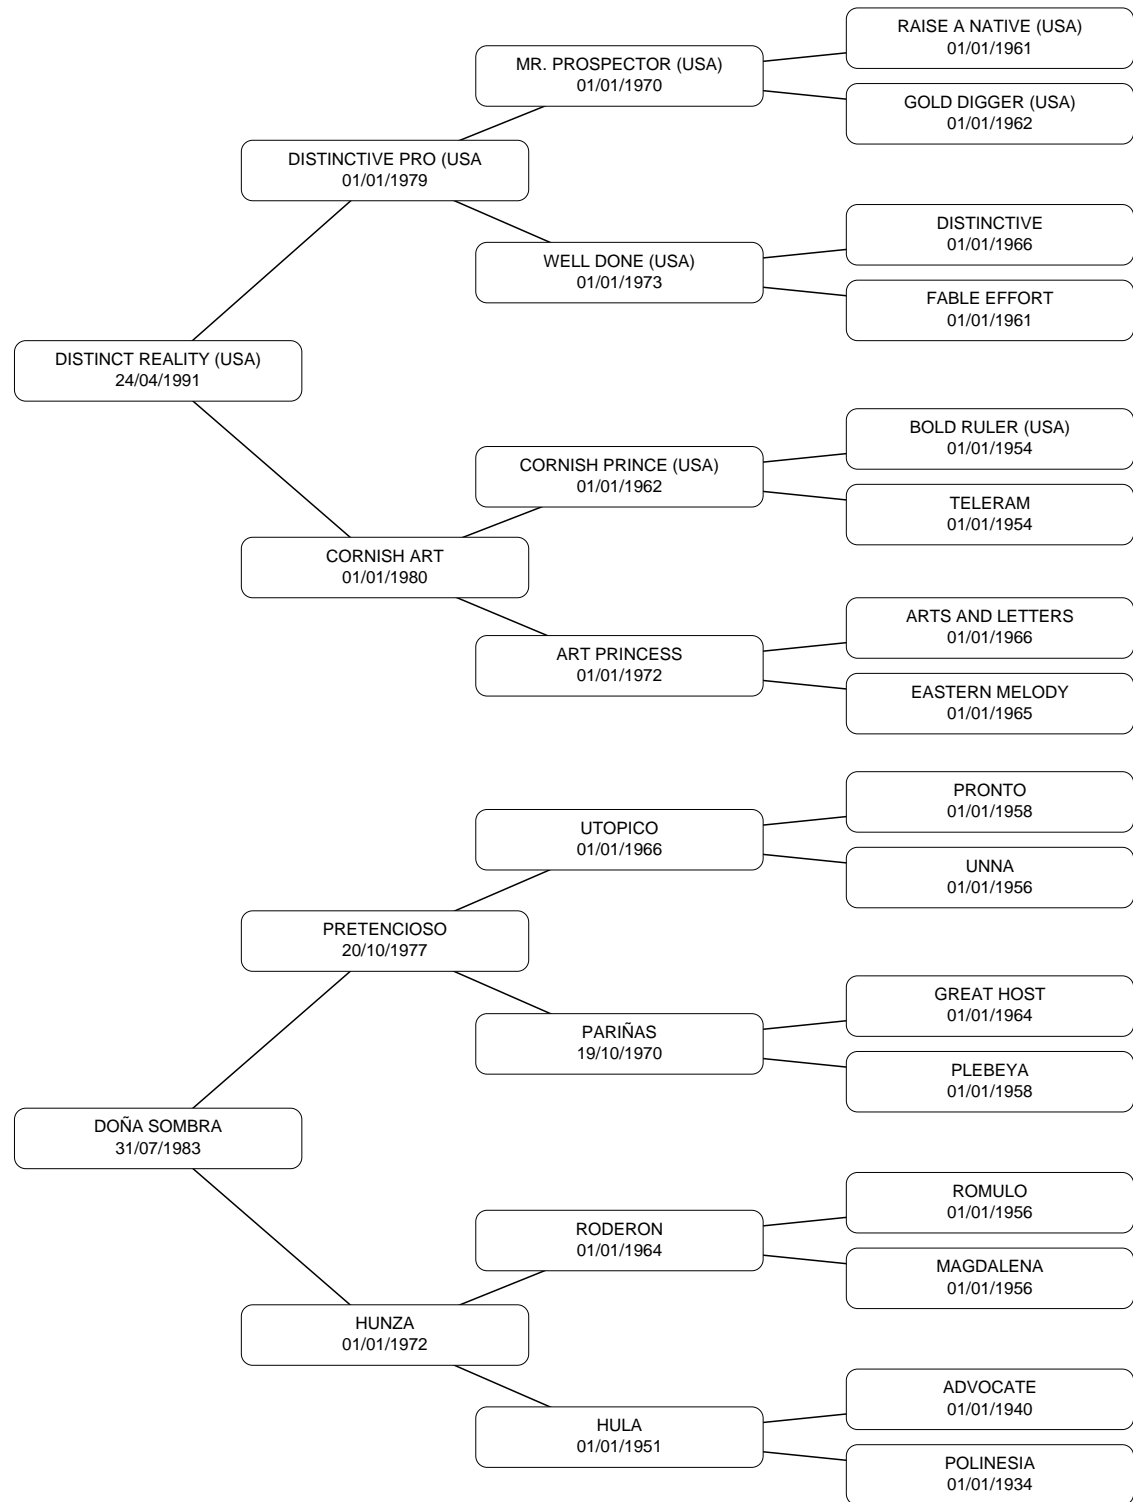 RAISE A NATIVE (USA)
01/01/1961
MR. PROSPECTOR (USA)
01/01/1970
GOLD DIGGER (USA)
01/01/1962
DISTINCTIVE PRO (USA
01/01/1979
DISTINCTIVE
01/01/1966
WELL DONE (USA)
01/01/1973
FABLE EFFORT
01/01/1961
DISTINCT REALITY (USA)
24/04/1991
BOLD RULER (USA)
01/01/1954
CORNISH PRINCE (USA)
01/01/1962
TELERAM
01/01/1954
CORNISH ART
01/01/1980
ARTS AND LETTERS
01/01/1966
ART PRINCESS
01/01/1972
EASTERN MELODY
01/01/1965
PRONTO
01/01/1958
UTOPICO
01/01/1966
UNNA
01/01/1956
PRETENCIOSO
20/10/1977
GREAT HOST
01/01/1964
PARIÑAS
19/10/1970
PLEBEYA
01/01/1958
DOÑA SOMBRA
31/07/1983
ROMULO
01/01/1956
RODERON
01/01/1964
MAGDALENA
01/01/1956
HUNZA
01/01/1972
ADVOCATE
01/01/1940
HULA
01/01/1951
POLINESIA
01/01/1934